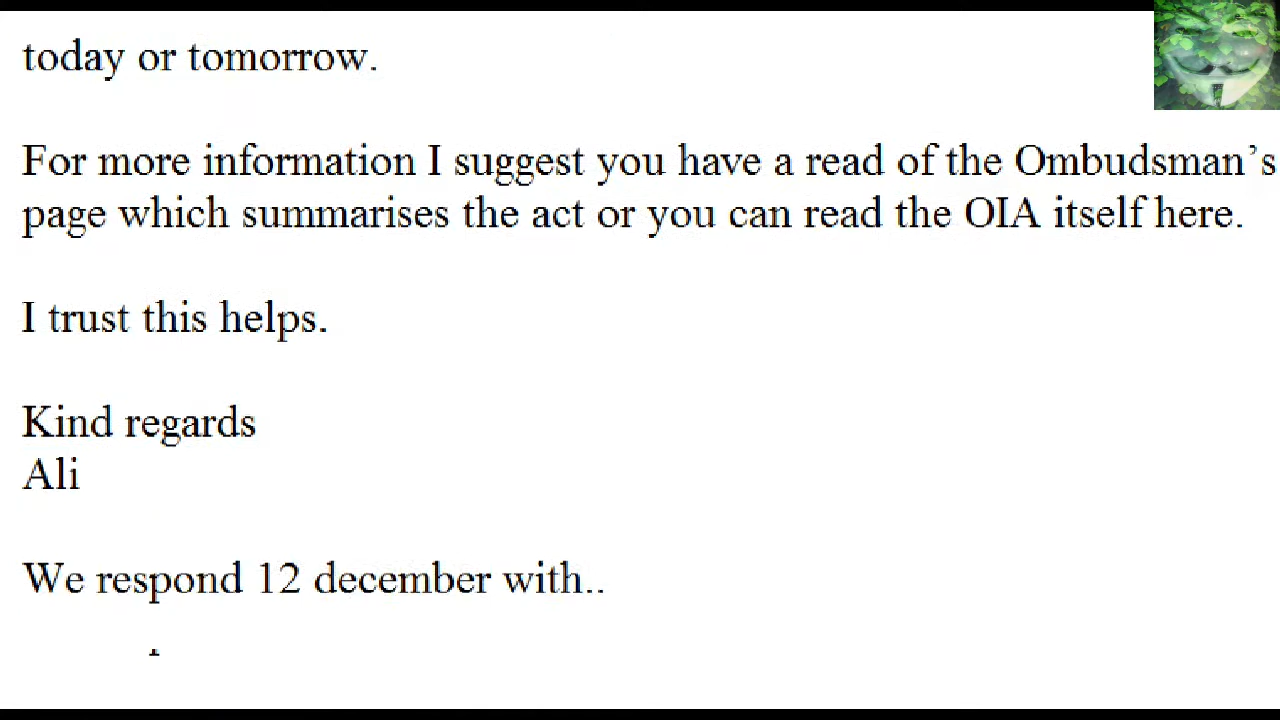 today or tomorrow.
For more information I suggest you have a read of the Ombudsman’s
page which summarises the act or you can read the OIA itself here.
I trust this helps.
Kind regards
Ali
We respond 12 december with..